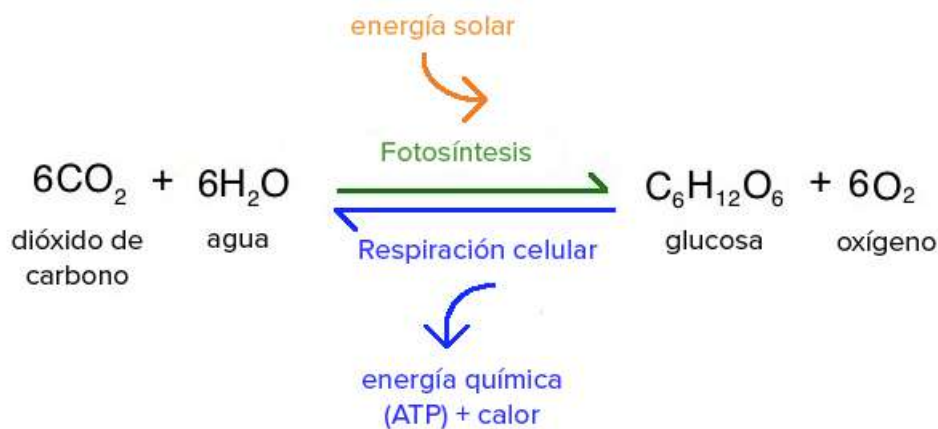 energía solar
Fotosíntesis
6CO₂ + 6H₂O C₆H₁₂O₆ + 6O₂
dióxido de carbono agua glucosa oxígeno
Respiración celular
energía química
(ATP) + calor